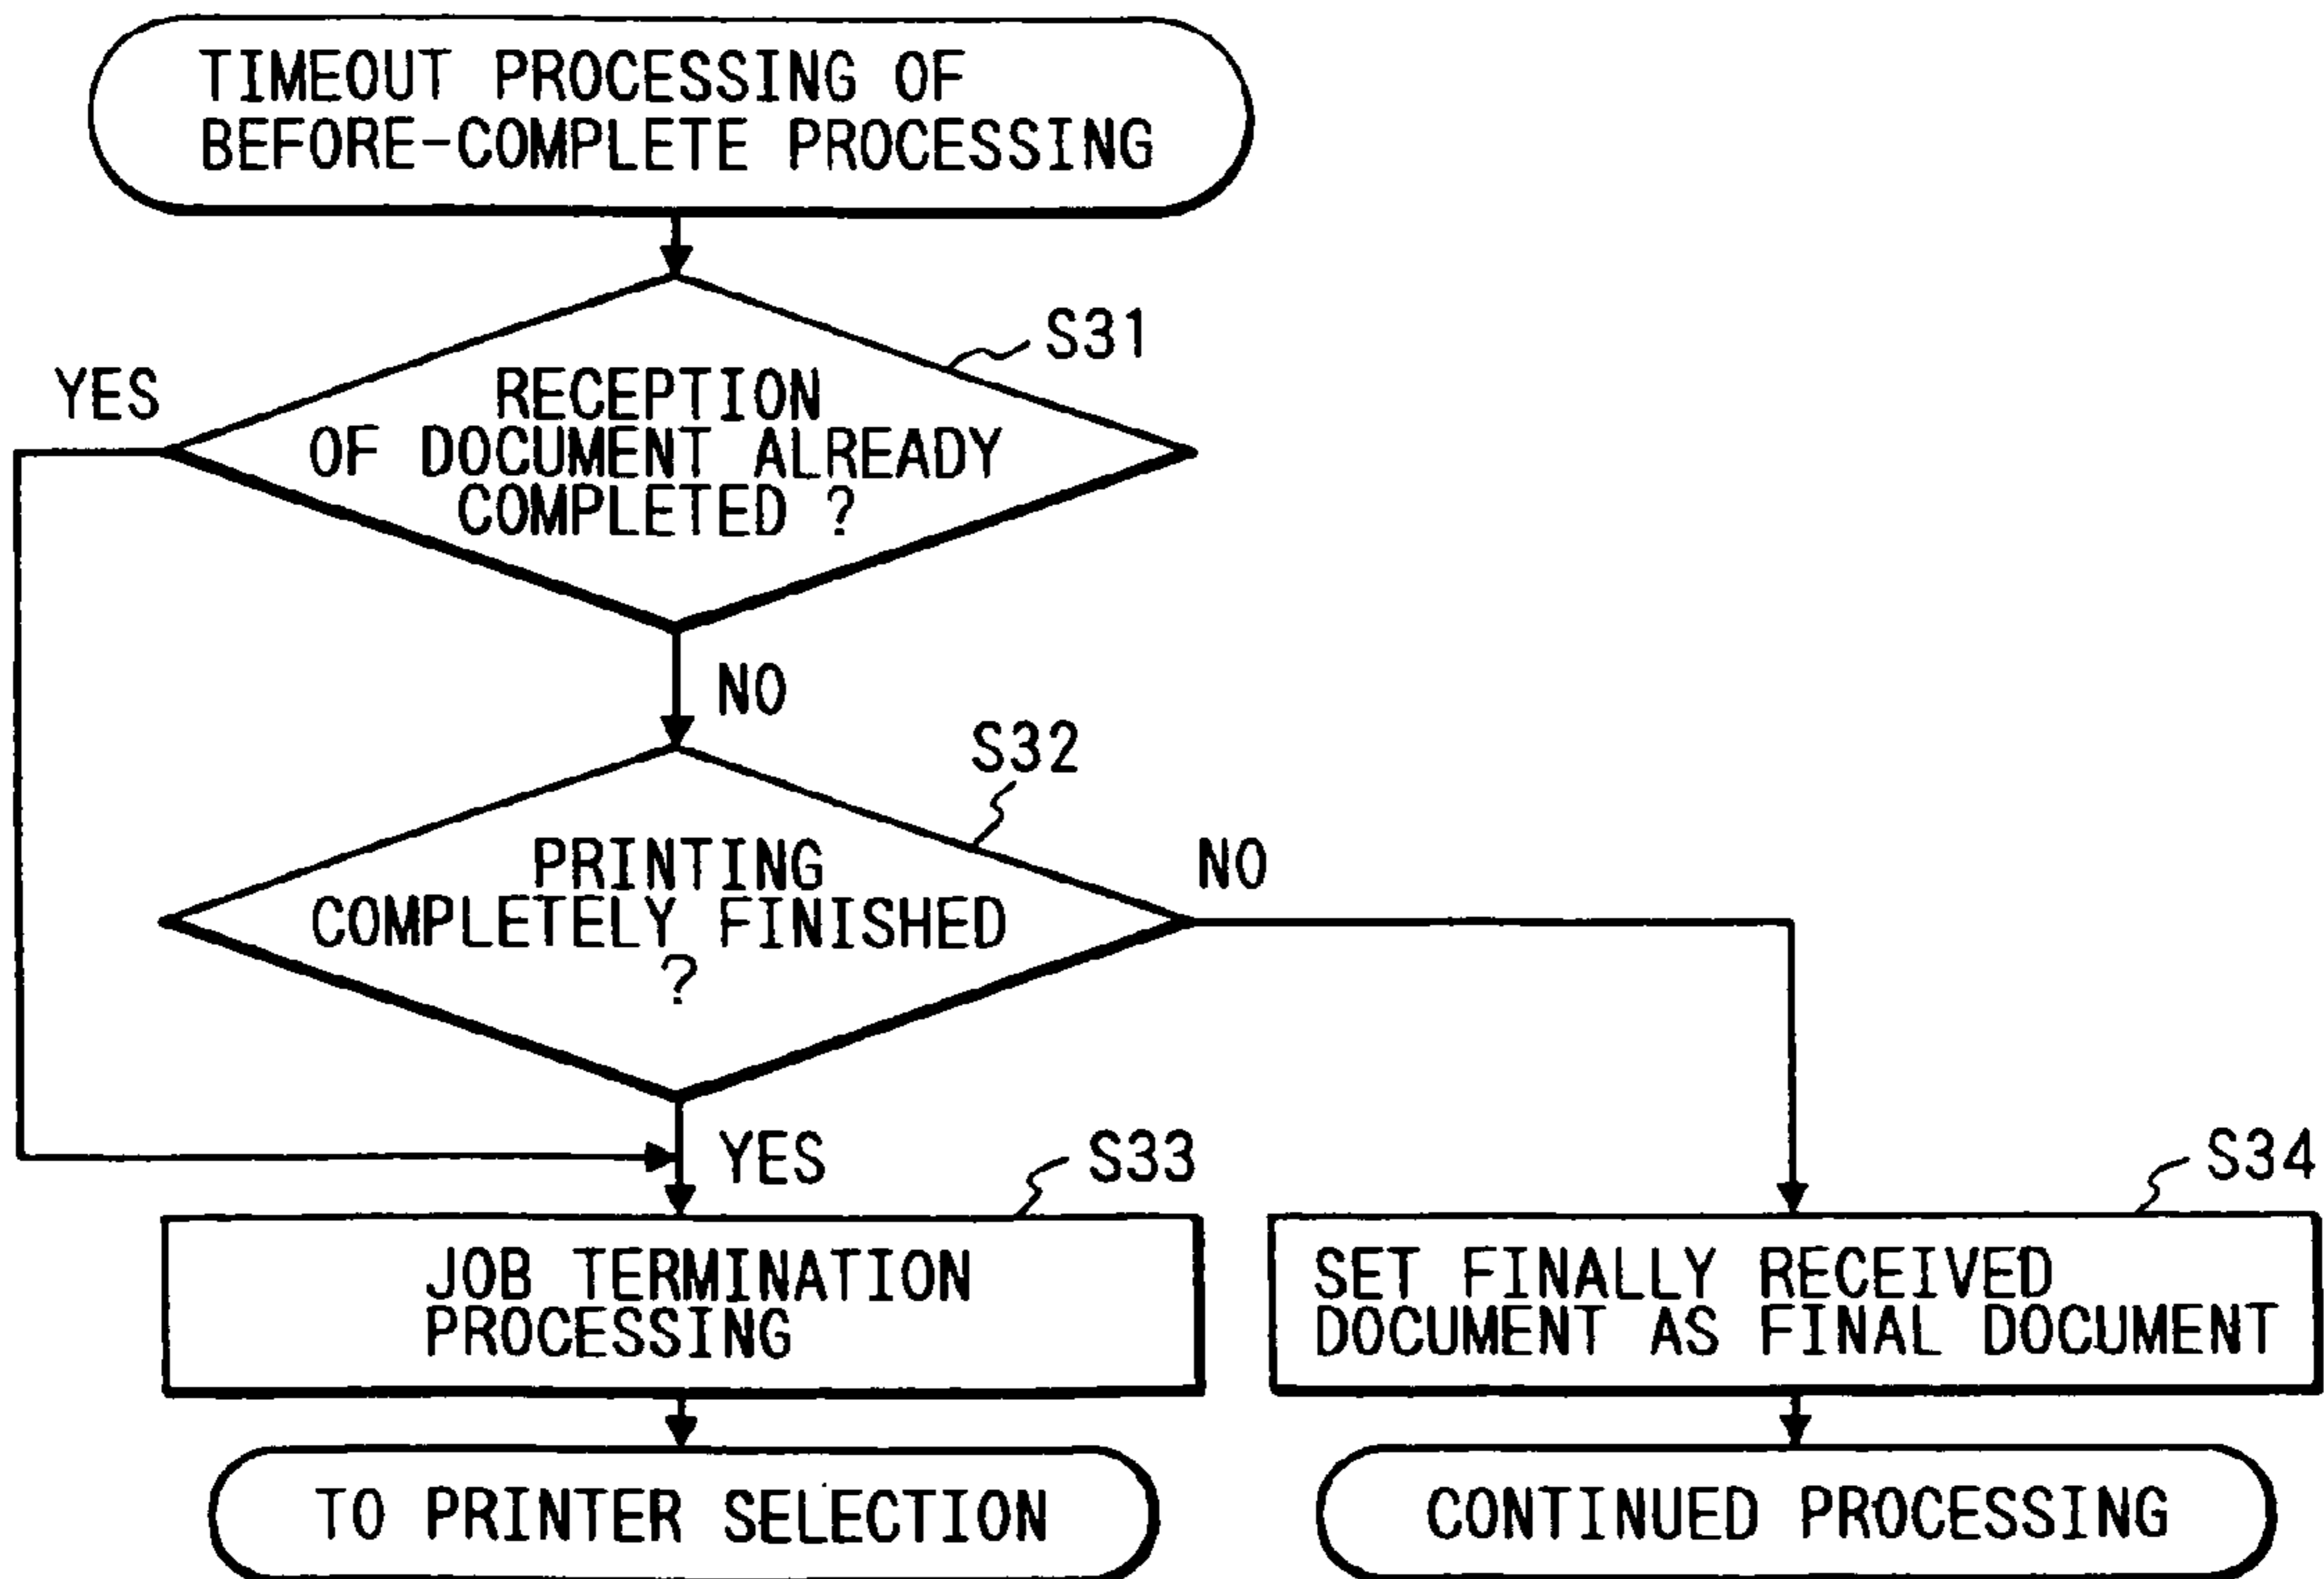 TIMEOUT PROCESSING OF
BEFORE-COMPLETE PROCESSING
S31
YES
RECEPTION
OF DOCUMENT ALREADY
COMPLETED ?
NO
S32
PRINTING
COMPLETELY FINISHED
?
NO
YES
S33
S34
JOB TERMINATION
PROCESSING
SET FINALLY RECEIVED
DOCUMENT AS FINAL DOCUMENT
TO PRINTER SELECTION
CONTINUED PROCESSING